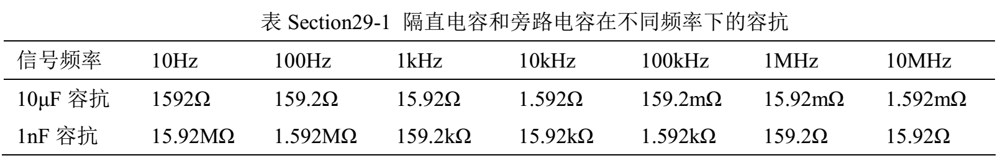 表 Section29-1 隔直电容和旁路电容在不同频率下的容抗
信号频率 10Hz 100Hz 1kHz 10kHz 100kHz 1MHz 10MHz
10μF 容抗 1592Ω 159.2Ω 15.92Ω 1.592Ω 159.2mΩ 15.92mΩ 1.592mΩ
1nF 容抗 15.92MΩ 1.592MΩ 159.2kΩ 15.92kΩ 1.592kΩ 159.2Ω 15.92Ω